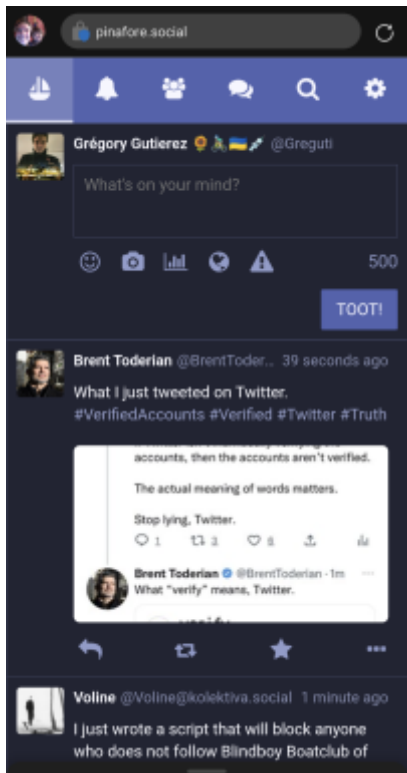 pinafore.social
Grégory Gutierez 🌻🚴🇺🇦💉 @Greguti
What's on your mind?
500
TOOT!
Brent Toderian @BrentToder... 39 seconds ago
What I just tweeted on Twitter.
#VerifiedAccounts #Verified #Twitter #Truth
accounts, then the accounts aren't verified.
The actual meaning of words matters.
Stop lying, Twitter.
1 2 8
Brent Toderian @BrentToderian · 1m
What "verify" means, Twitter.
Voline @Voline@kolektiva.social 1 minute ago
I just wrote a script that will block anyone
who does not follow Blindboy Boatclub of